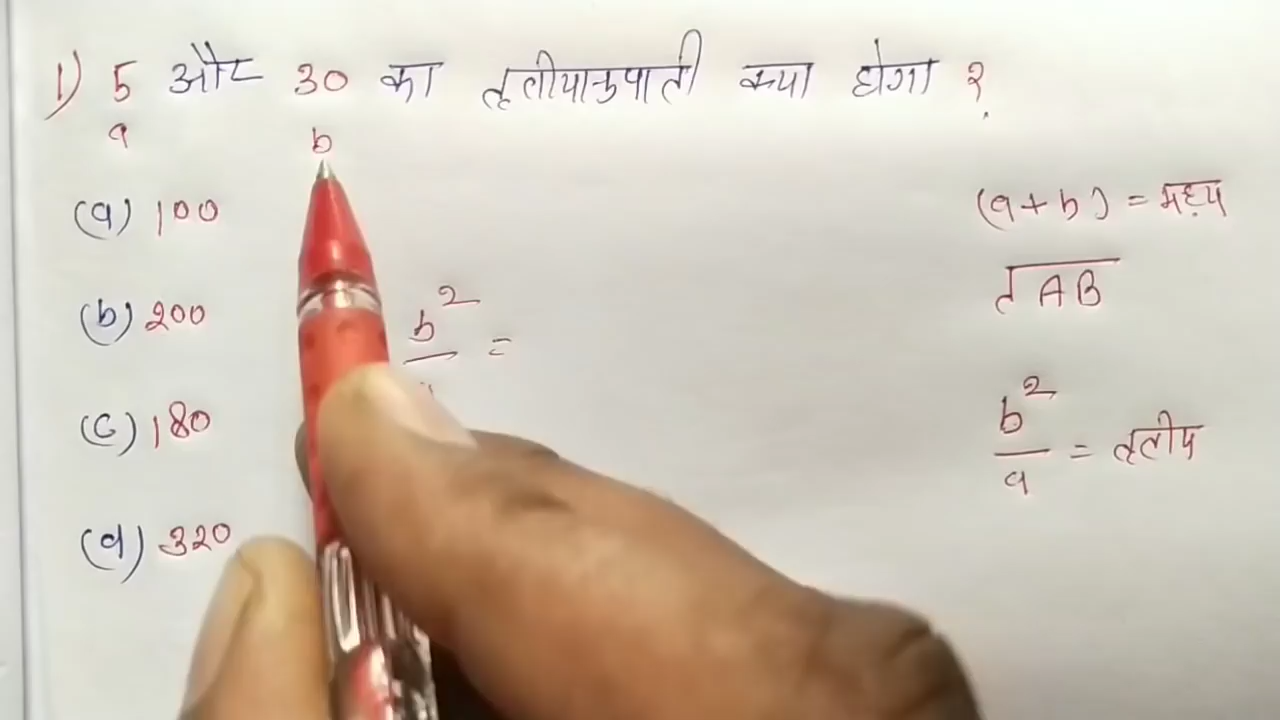 1) 5 और 30 का तृतीयानुपाती क्या होगा ?
a b
(a) 100
(b) 200
(c) 180
(d) 320
b² / =
(a + b) = मध्य
√AB
b²/a = तृतीय